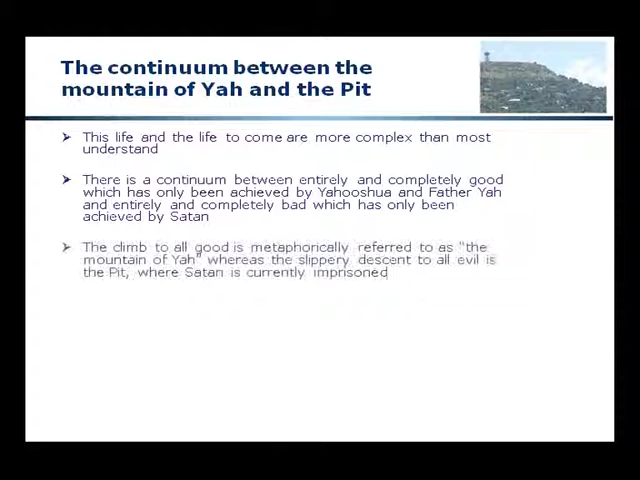 The continuum between the
mountain of Yah and the Pit
This life and the life to come are more complex than most
understand
There is a continuum between entirely and completely good
which has only been achieved by Yahooshua and Father Yah
and entirely and completely bad which has only been
achieved by Satan
The climb to all good is metaphorically referred to as "the
mountain of Yah" whereas the slippery descent to all evil is
the Pit, where Satan is currently imprisoned